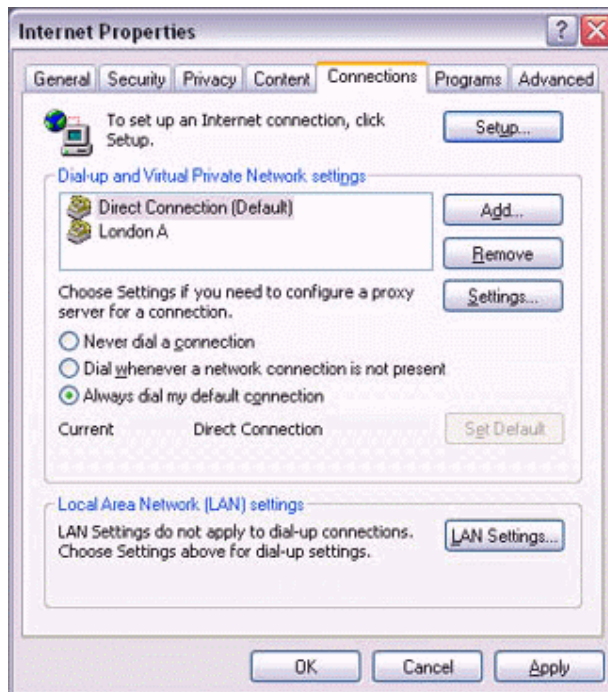 Internet Properties
General Security Privacy Content Connections Programs Advanced
To set up an Internet connection, click
Setup.
Setup...
Dial-up and Virtual Private Network settings
Direct Connection (Default)
London A
Add...
Remove
Choose Settings if you need to configure a proxy
server for a connection.
Settings...
Never dial a connection
Dial whenever a network connection is not present
Always dial my default connection
Current Direct Connection Set Default
Local Area Network (LAN) settings
LAN Settings do not apply to dial-up connections.
Choose Settings above for dial-up settings.
LAN Settings...
OK Cancel Apply